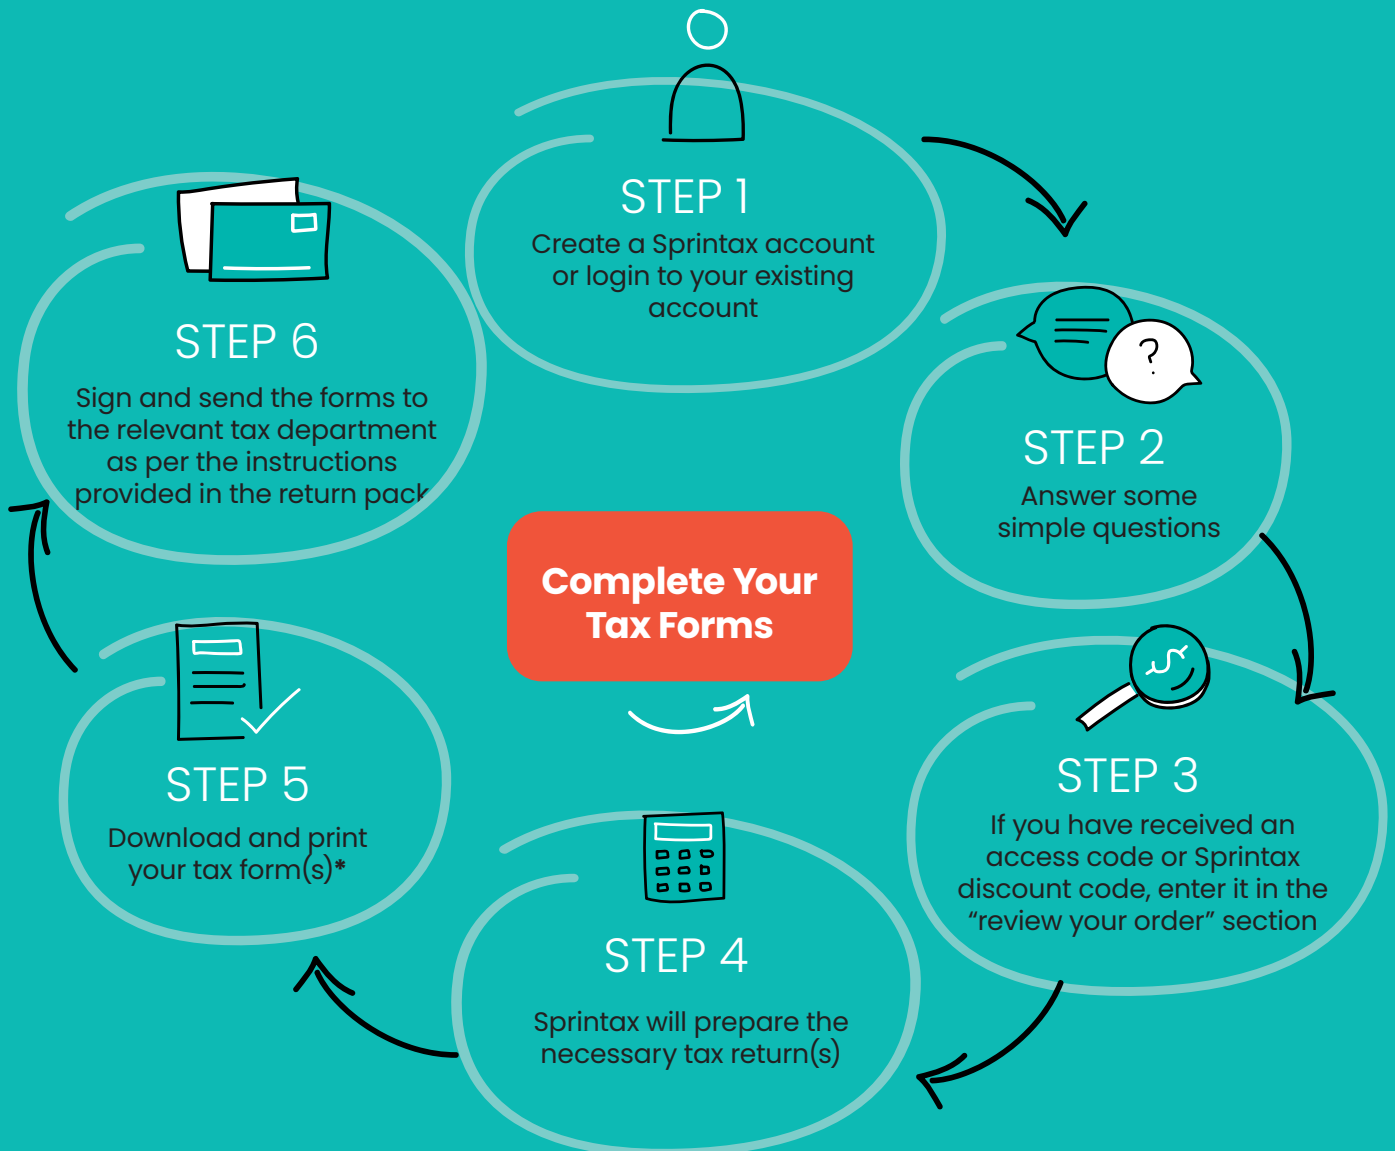 STEP 1
Create a Sprintax account
or login to your existing
account
STEP 2
Answer some
simple questions
?
STEP 3
If you have received an
access code or Sprintax
discount code, enter it in the
“review your order” section
STEP 4
Sprintax will prepare the
necessary tax return(s)
STEP 5
Download and print
your tax form(s)*
STEP 6
Sign and send the forms to
the relevant tax department
as per the instructions
provided in the return pack
Complete Your
Tax Forms